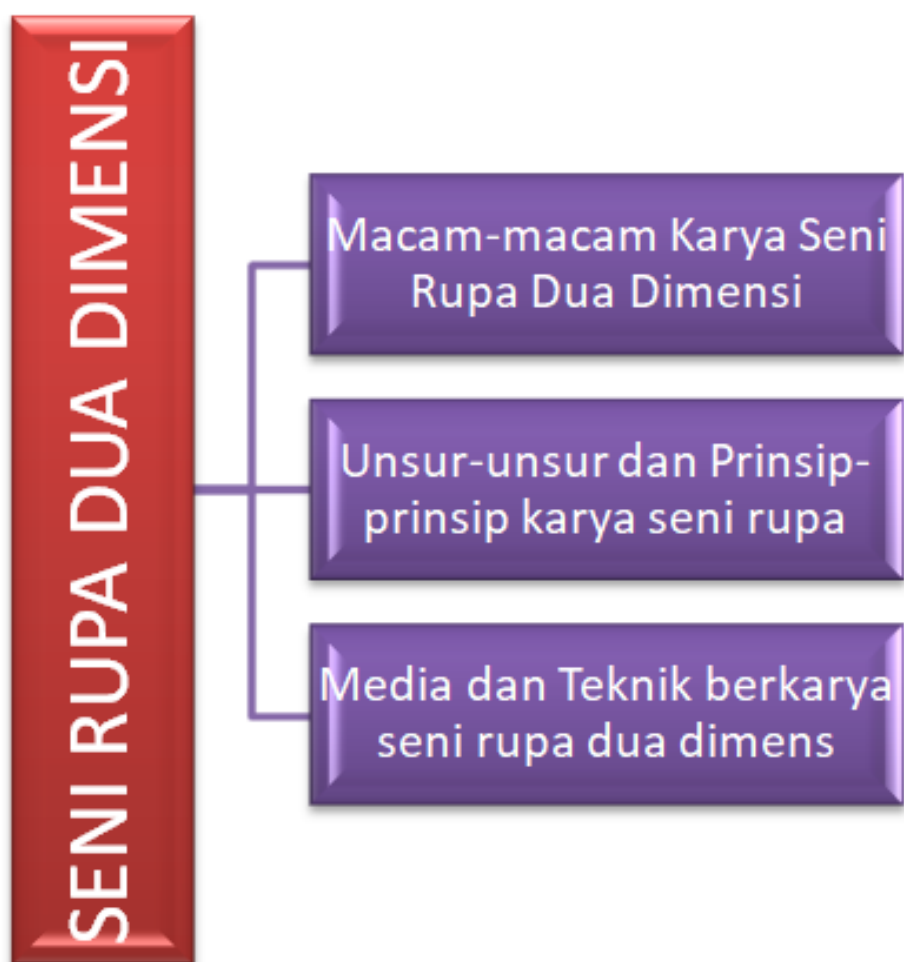 SENI RUPA DUA DIMENSI
Macam-macam Karya Seni
Rupa Dua Dimensi
Unsur-unsur dan Prinsip-
prinsip karya seni rupa
Media dan Teknik berkarya
seni rupa dua dimens